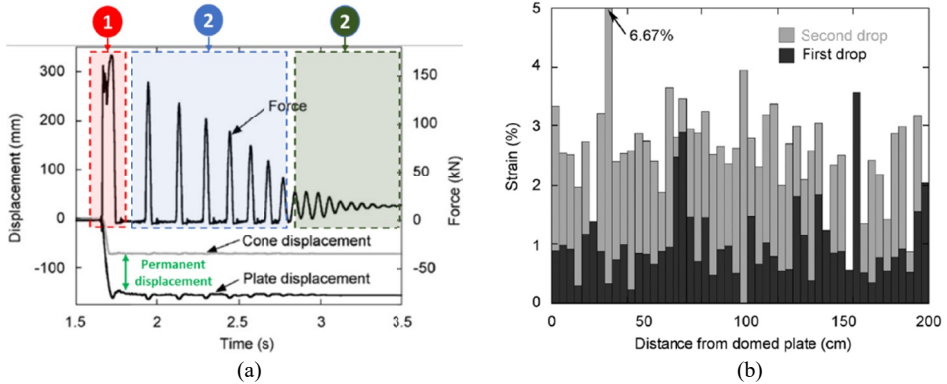 1
2
2
300
200
100
0
-100
Displacement (mm)
150
100
50
0
-50
Force (kN)
Force
Cone displacement
Permanent
displacement
Plate displacement
1.5
2
2.5
3
3.5
Time (s)
(a)
5
4
3
2
1
0
Strain (%)
6.67%
Second drop
First drop
0
50
100
150
200
Distance from domed plate (cm)
(b)